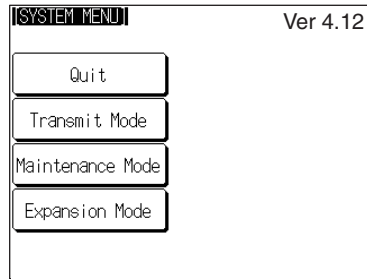 [SYSTEM MENU]
Ver 4.12
Quit
Transmit Mode
Maintenance Mode
Expansion Mode